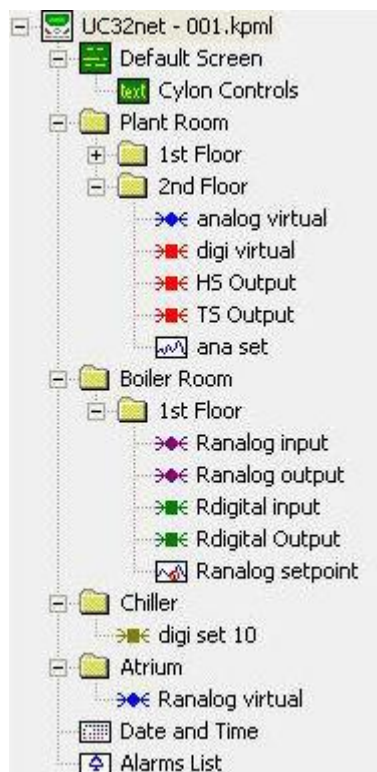 UC32net - 001.kpml
Default Screen
text Cylon Controls
Plant Room
1st Floor
2nd Floor
analog virtual
digi virtual
HS Output
TS Output
ana set
Boiler Room
1st Floor
Ranalog input
Ranalog output
Rdigital input
Rdigital Output
Ranalog setpoint
Chiller
digi set 10
Atrium
Ranalog virtual
Date and Time
Alarms List